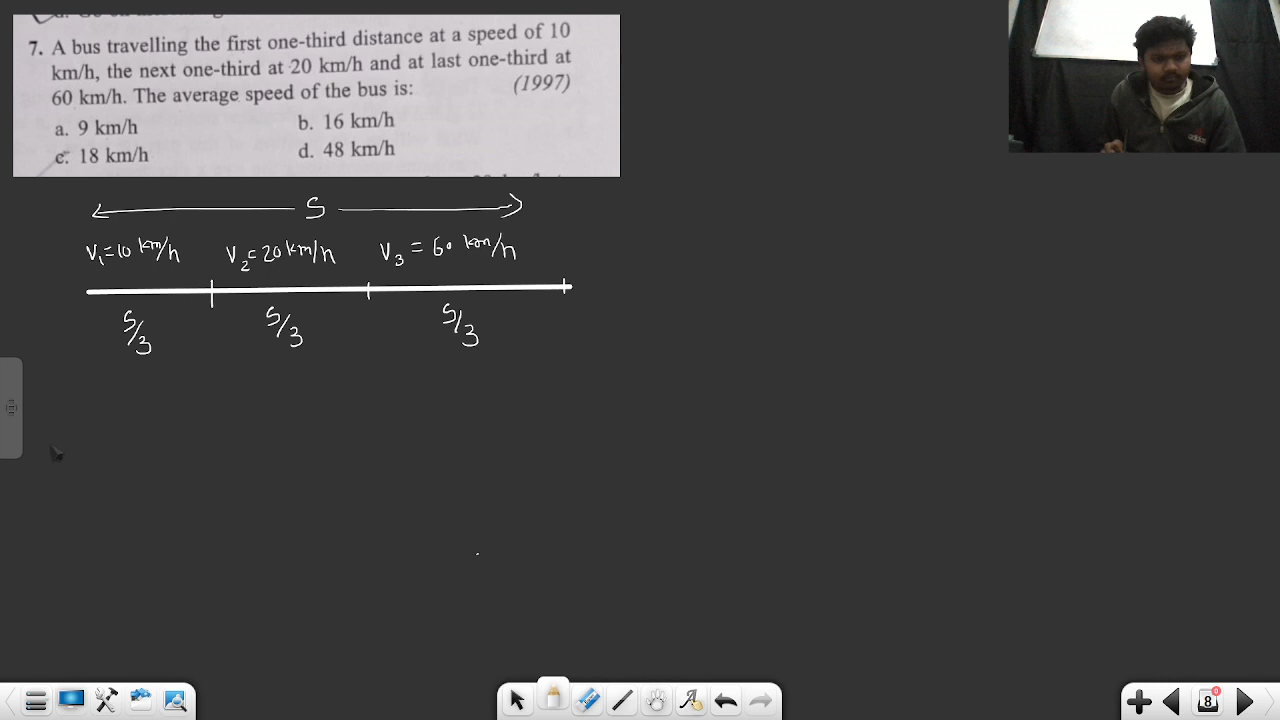 7. A bus travelling the first one-third distance at a speed of 10
km/h, the next one-third at 20 km/h and at last one-third at
60 km/h. The average speed of the bus is: (1997)
a. 9 km/h b. 16 km/h
c. 18 km/h d. 48 km/h
S
V₁=10 km/h V₂=20 km/h V₃ = 60 km/h
S/3 S/3 S/3
8